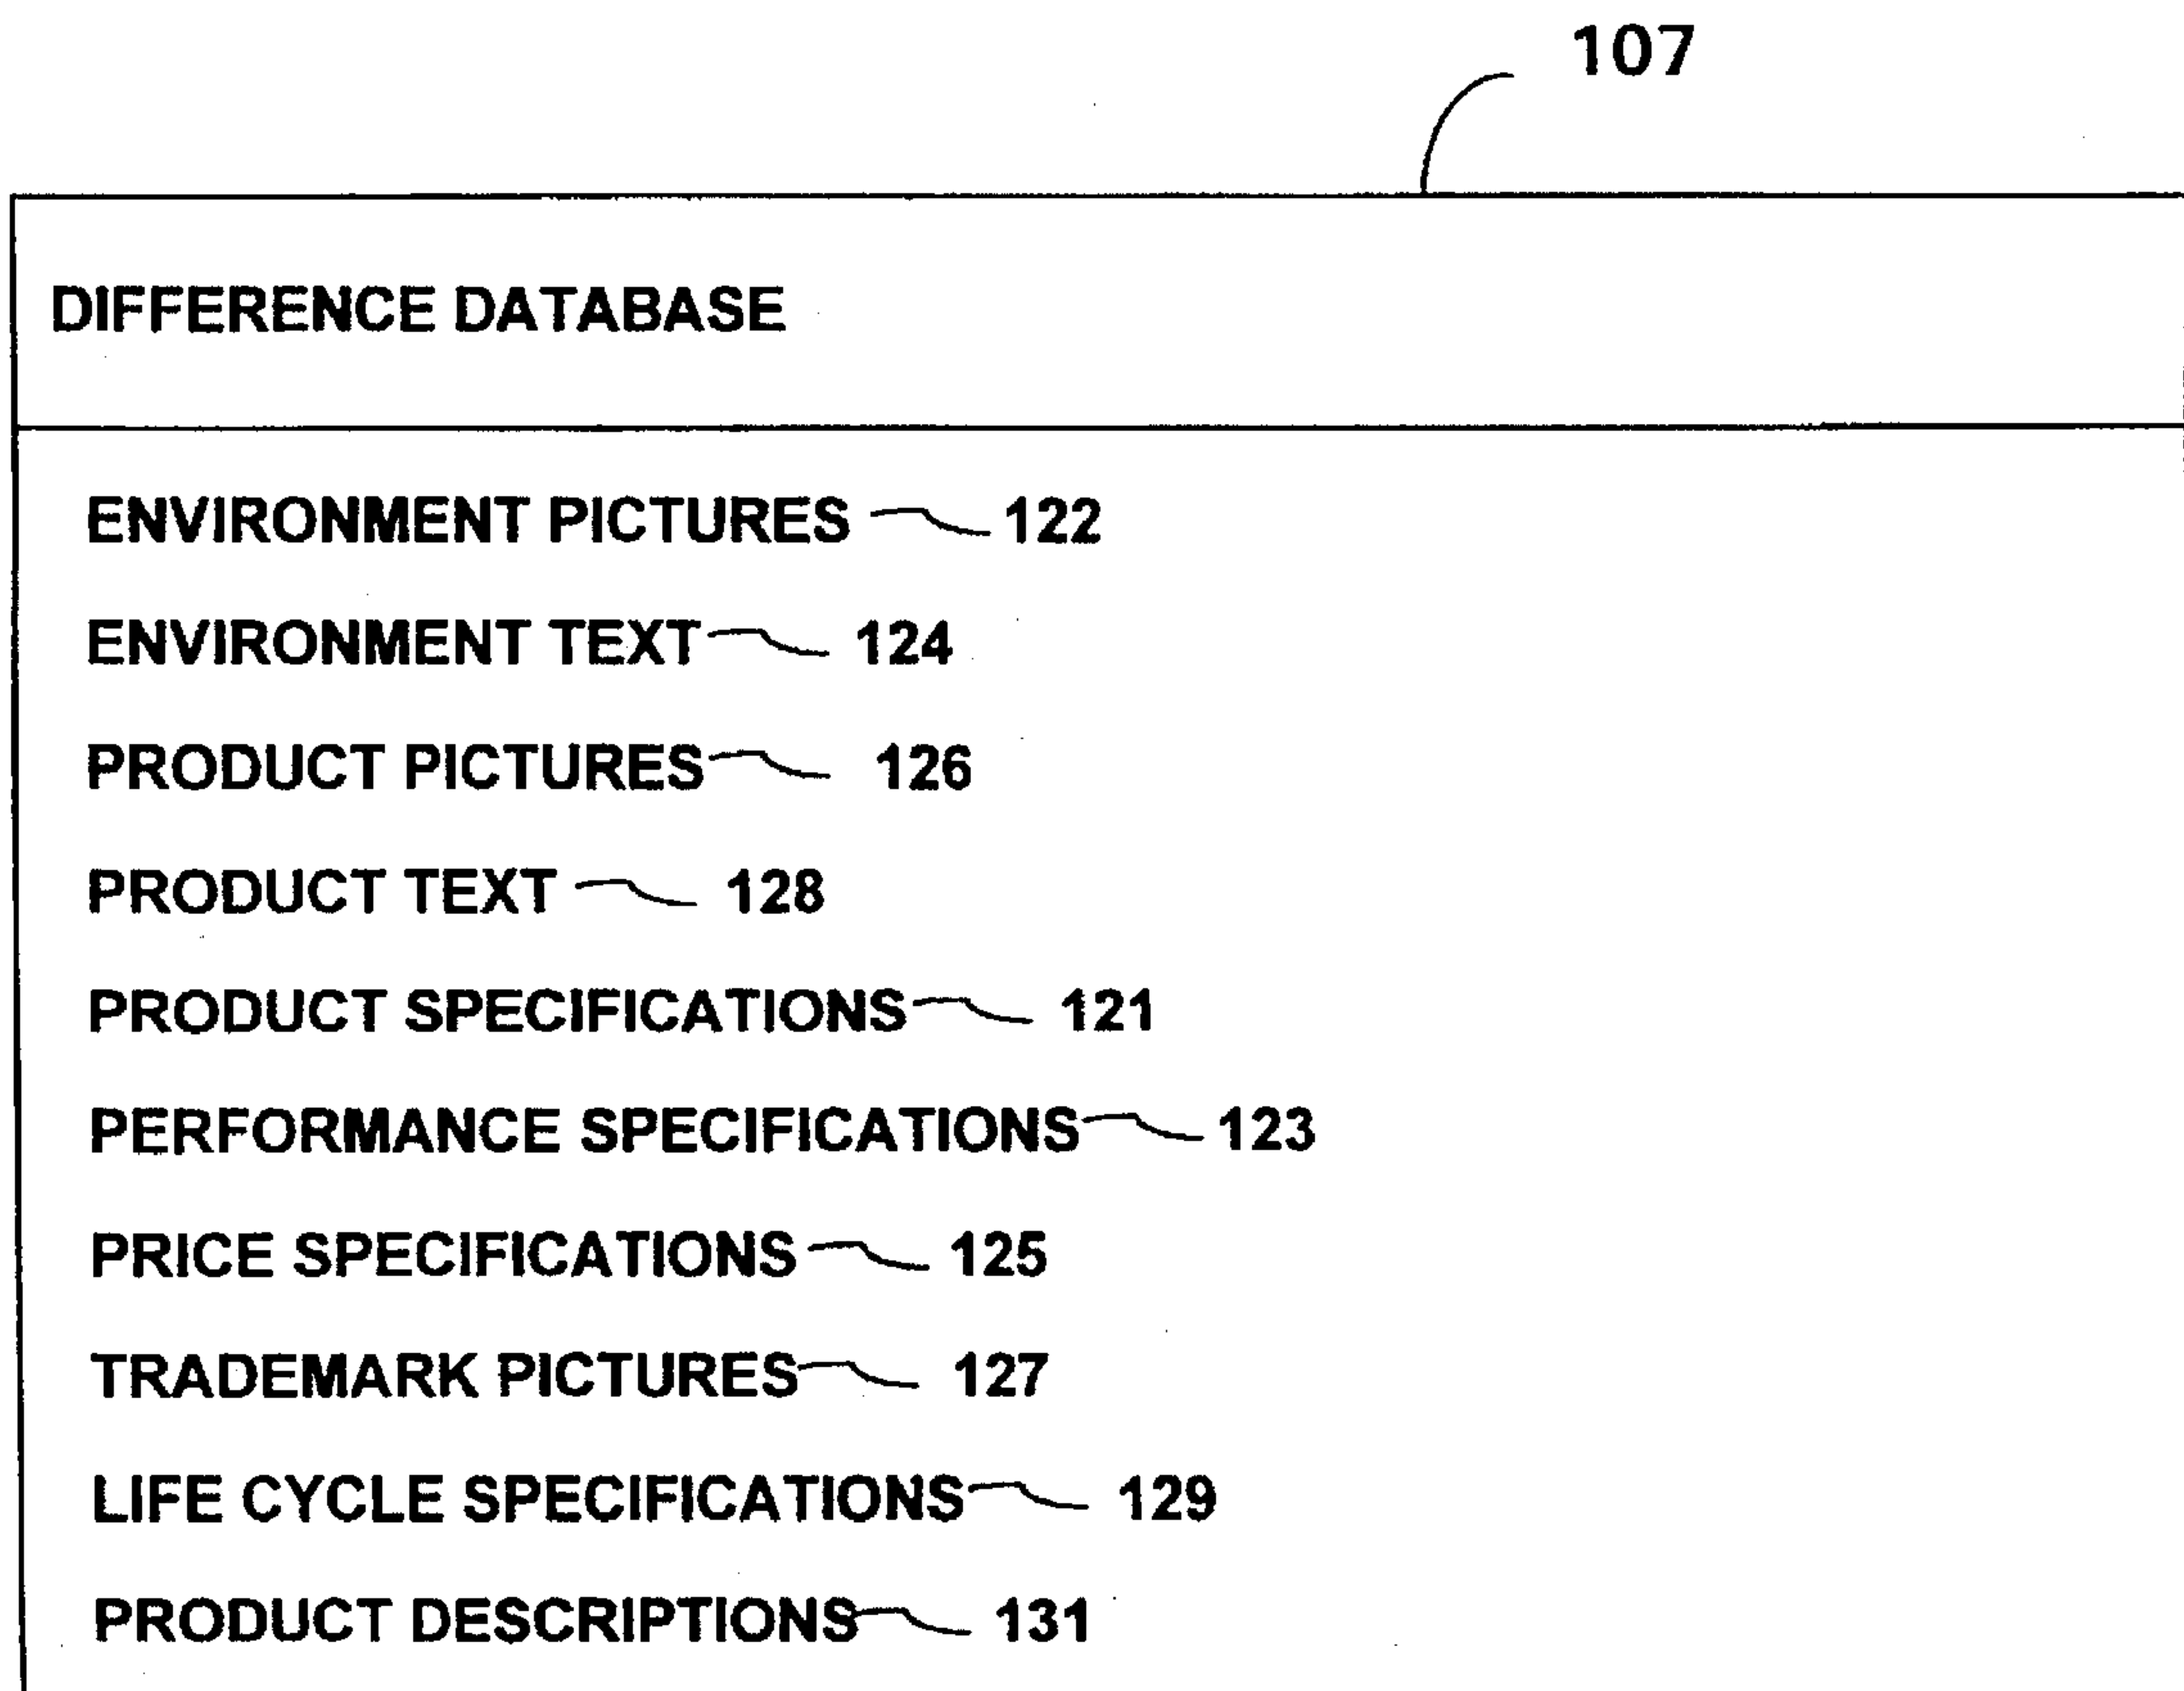 107
DIFFERENCE DATABASE
ENVIRONMENT PICTURES 122
ENVIRONMENT TEXT 124
PRODUCT PICTURES 126
PRODUCT TEXT 128
PRODUCT SPECIFICATIONS 121
PERFORMANCE SPECIFICATIONS 123
PRICE SPECIFICATIONS 125
TRADEMARK PICTURES 127
LIFE CYCLE SPECIFICATIONS 129
PRODUCT DESCRIPTIONS 131